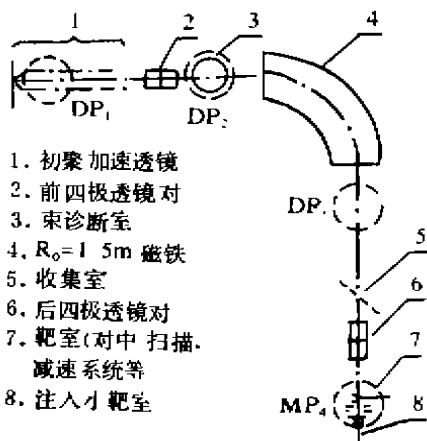 1
2
3
4
DP₁
DP₂
1. 初聚加速透镜
2. 前四极透镜对
3. 束诊断室
4. R₀=1 5m 磁铁
5. 收集室
6. 后四极透镜对
7. 靶室(对中 扫描.
减速系统等
8. 注入小靶室
DP
5
6
7
MP₄
8